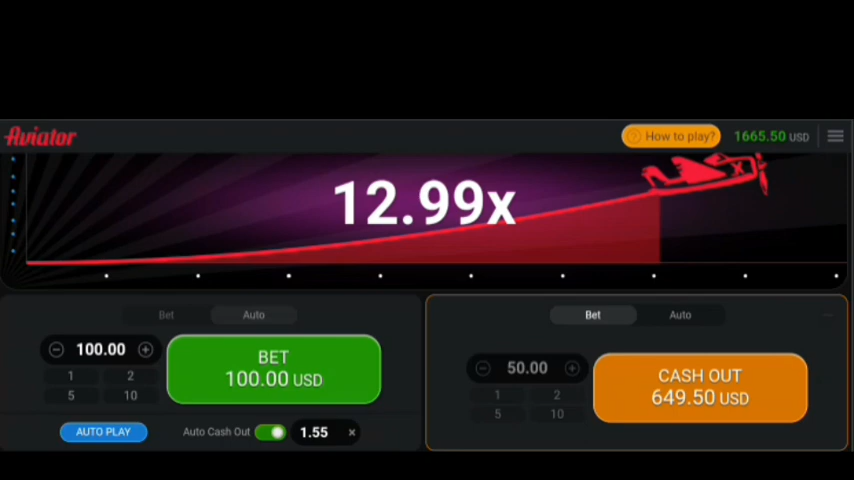 Aviator
How to play?
1665.50 USD
12.99x
Bet
Auto
100.00
1
2
5
10
BET
100.00 USD
AUTO PLAY
Auto Cash Out
1.55
Bet
Auto
50.00
1
2
5
10
CASH OUT
649.50 USD